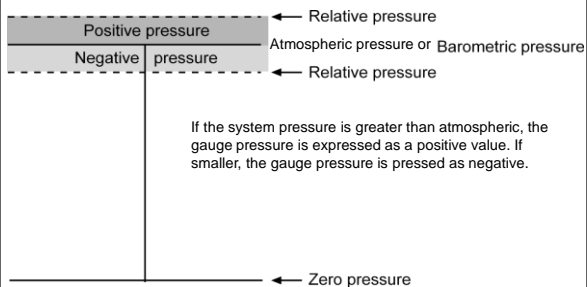 Relative pressure
Positive pressure
Atmospheric pressure or Barometric pressure
Negative pressure
Relative pressure
If the system pressure is greater than atmospheric, the
gauge pressure is expressed as a positive value. If
smaller, the gauge pressure is pressed as negative.
Zero pressure